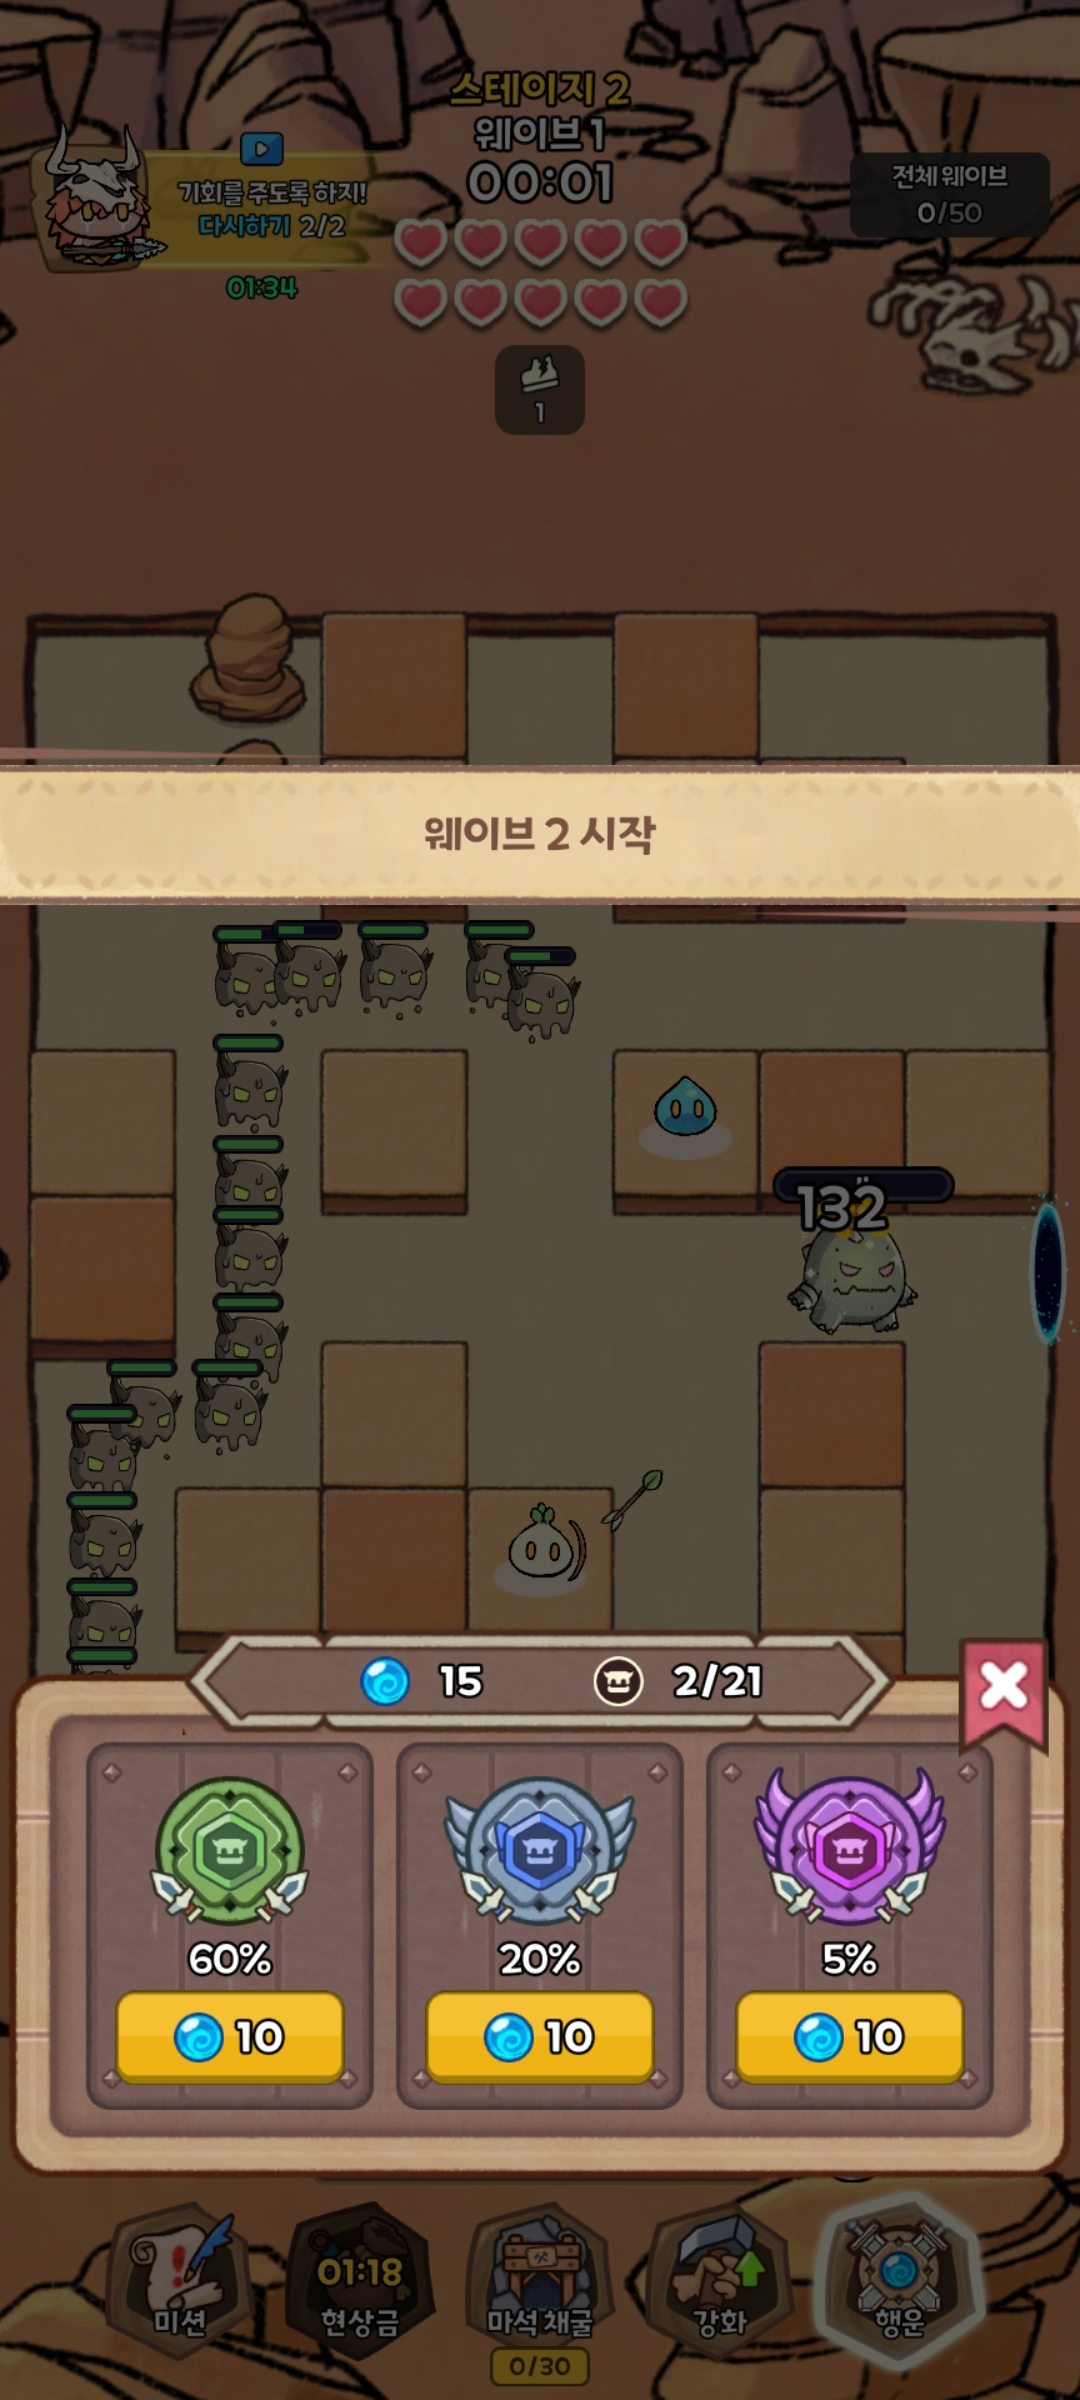 스테이지 2
웨이브 1
00:01
기회를 주도록 하지!
다시하기 2/2
01:34
전체 웨이브
0/50
1
웨이브 2 시작
132
15
2/21
60%
20%
5%
10
10
10
미션
01:18
현상금
마석 채굴
0/30
강화
행운